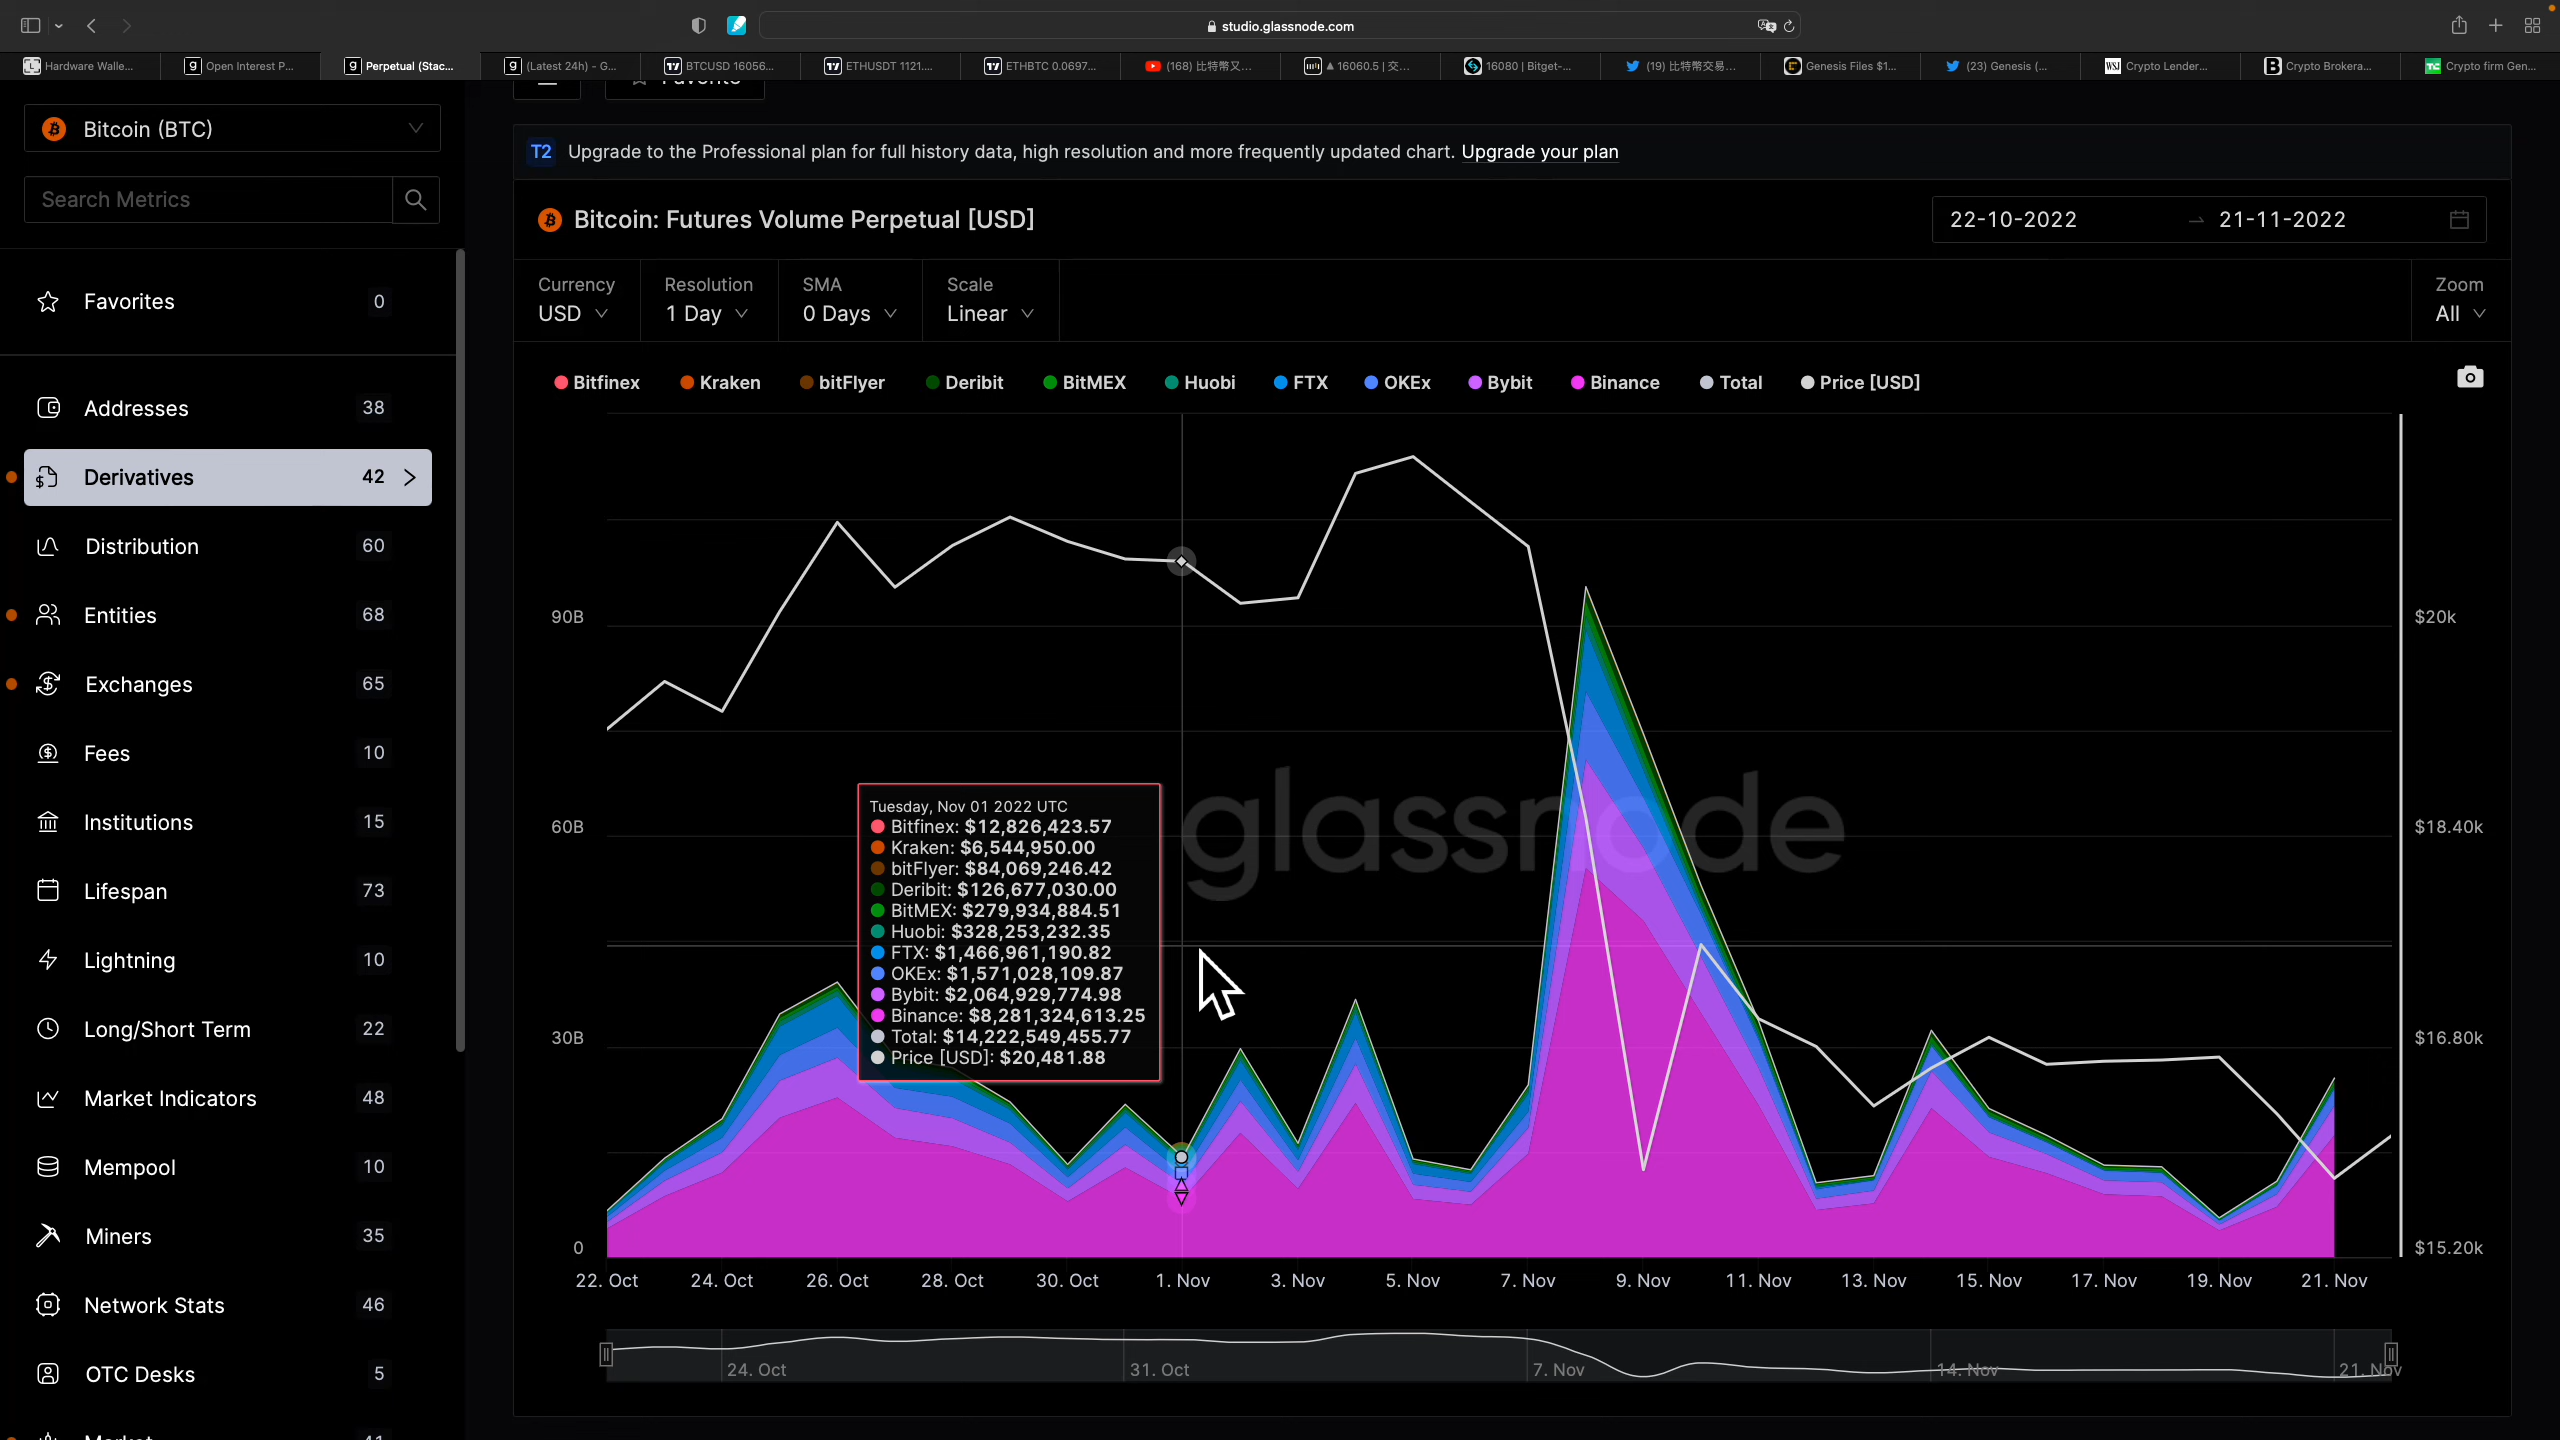 studio.glassnode.com
Hardware Walle...
Open Interest P...
Perpetual (Stac...
(Latest 24h) - G...
BTCUSD 16056...
ETHUSDT 1121....
ETHBTC 0.0697...
(168) 比特幣又...
▲ 16060.5 | 交...
16080 | Bitget-...
(19) 比特幣交易...
Genesis Files $1...
(23) Genesis (...
WSJ Crypto Lender...
Crypto Brokera...
Crypto firm Gen...
Bitcoin (BTC)
Search Metrics
Favorites 0
Addresses 38
Derivatives 42
Distribution 60
Entities 68
Exchanges 65
Fees 10
Institutions 15
Lifespan 73
Lightning 10
Long/Short Term 22
Market Indicators 48
Mempool 10
Miners 35
Network Stats 46
OTC Desks 5
T2 Upgrade to the Professional plan for full history data, high resolution and more frequently updated chart. Upgrade your plan
Bitcoin: Futures Volume Perpetual [USD]
22-10-2022 → 21-11-2022
Currency Resolution SMA Scale Zoom
USD 1 Day 0 Days Linear All
Bitfinex Kraken bitFlyer Deribit BitMEX Huobi FTX OKEx Bybit Binance Total Price [USD]
90B
60B
30B
0
$20k
$18.40k
$16.80k
$15.20k
glassnode
Tuesday, Nov 01 2022 UTC
Bitfinex: $12,826,423.57
Kraken: $6,544,950.00
bitFlyer: $84,069,246.42
Deribit: $126,677,030.00
BitMEX: $279,934,884.51
Huobi: $328,253,232.35
FTX: $1,466,961,190.82
OKEx: $1,571,028,109.87
Bybit: $2,064,929,774.98
Binance: $8,281,324,613.25
Total: $14,222,549,455.77
Price [USD]: $20,481.88
22. Oct 24. Oct 26. Oct 28. Oct 30. Oct 1. Nov 3. Nov 5. Nov 7. Nov 9. Nov 11. Nov 13. Nov 15. Nov 17. Nov 19. Nov 21. Nov
24. Oct 31. Oct 7. Nov 14. Nov 21. Nov